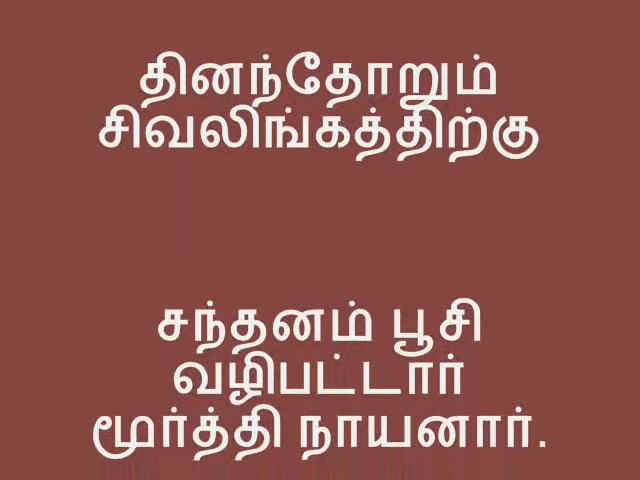 தினந்தோறும்
சிவலிங்கத்திற்கு
சந்தனம் பூசி
வழிபட்டார்
மூர்த்தி நாயனார்.